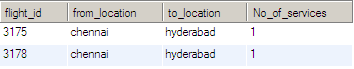 flight_id from_location to_location No_of_services
3175 chennai hyderabad 1
3178 chennai hyderabad 1